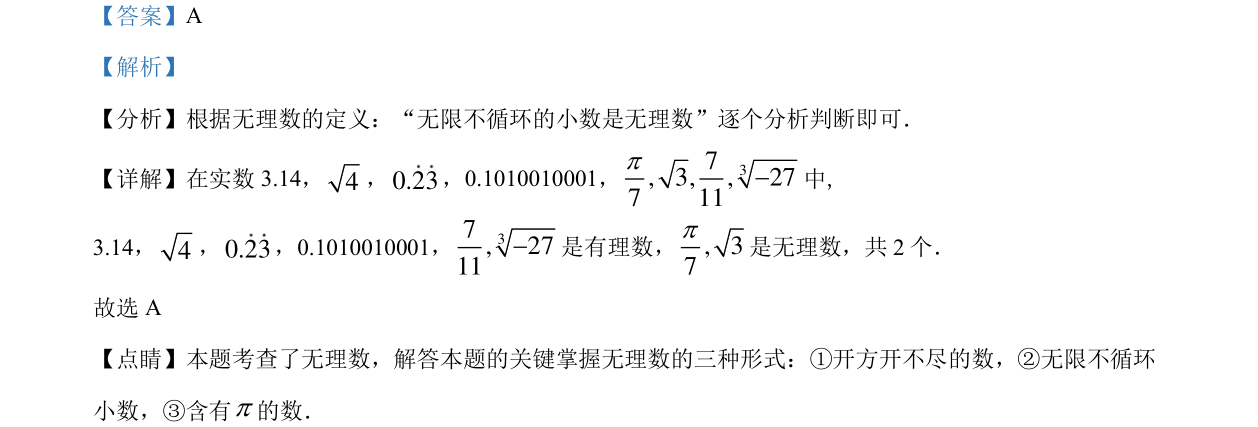 【答案】A
【解析】
【分析】根据无理数的定义：“无限不循环的小数是无理数”逐个分析判断即可．
【详解】在实数 3.14， √4 ， 0.2̇3̇ ，0.1010010001， π/7 , √3, 7/11 , ∛−27 中,
3.14， √4 ， 0.2̇3̇ ，0.1010010001， 7/11 , ∛−27 是有理数， π/7 , √3 是无理数，共 2 个．
故选 A
【点睛】本题考查了无理数，解答本题的关键掌握无理数的三种形式：①开方开不尽的数，②无限不循环
小数，③含有 π 的数．